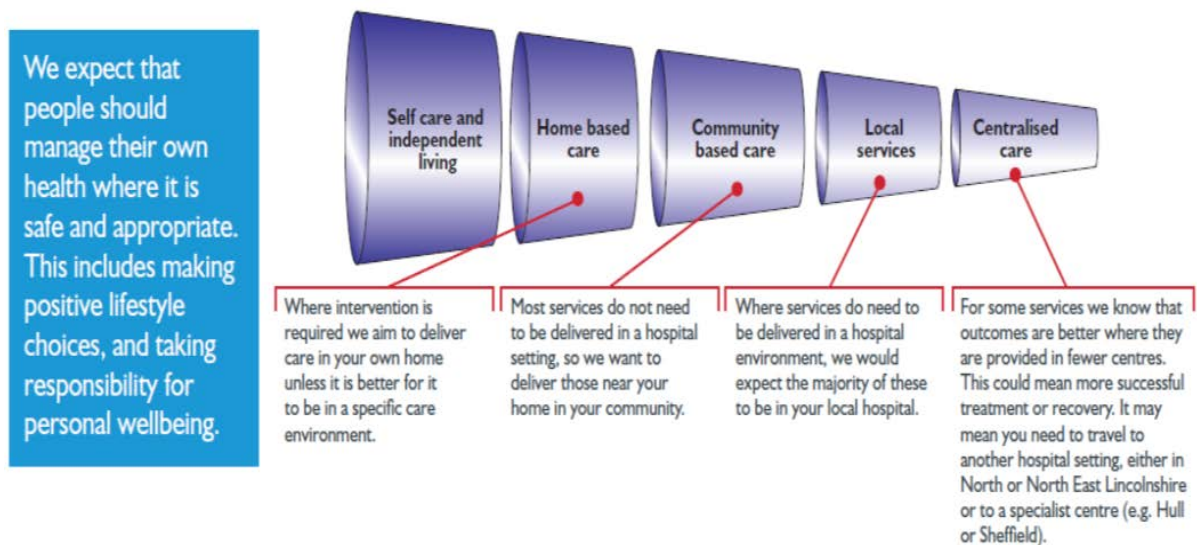 We expect that
people should
manage their own
health where it is
safe and appropriate.
This includes making
positive lifestyle
choices, and taking
responsibility for
personal wellbeing.
Self care and
independent
living
Home based
care
Community
based care
Local
services
Centralised
care
Where intervention is
required we aim to deliver
care in your own home
unless it is better for it
to be in a specific care
environment.
Most services do not need
to be delivered in a hospital
setting, so we want to
deliver those near your
home in your community.
Where services do need to
be delivered in a hospital
environment, we would
expect the majority of these
to be in your local hospital.
For some services we know that
outcomes are better where they
are provided in fewer centres.
This could mean more successful
treatment or recovery. It may
mean you need to travel to
another hospital setting, either in
North or North East Lincolnshire
or to a specialist centre (e.g. Hull
or Sheffield).